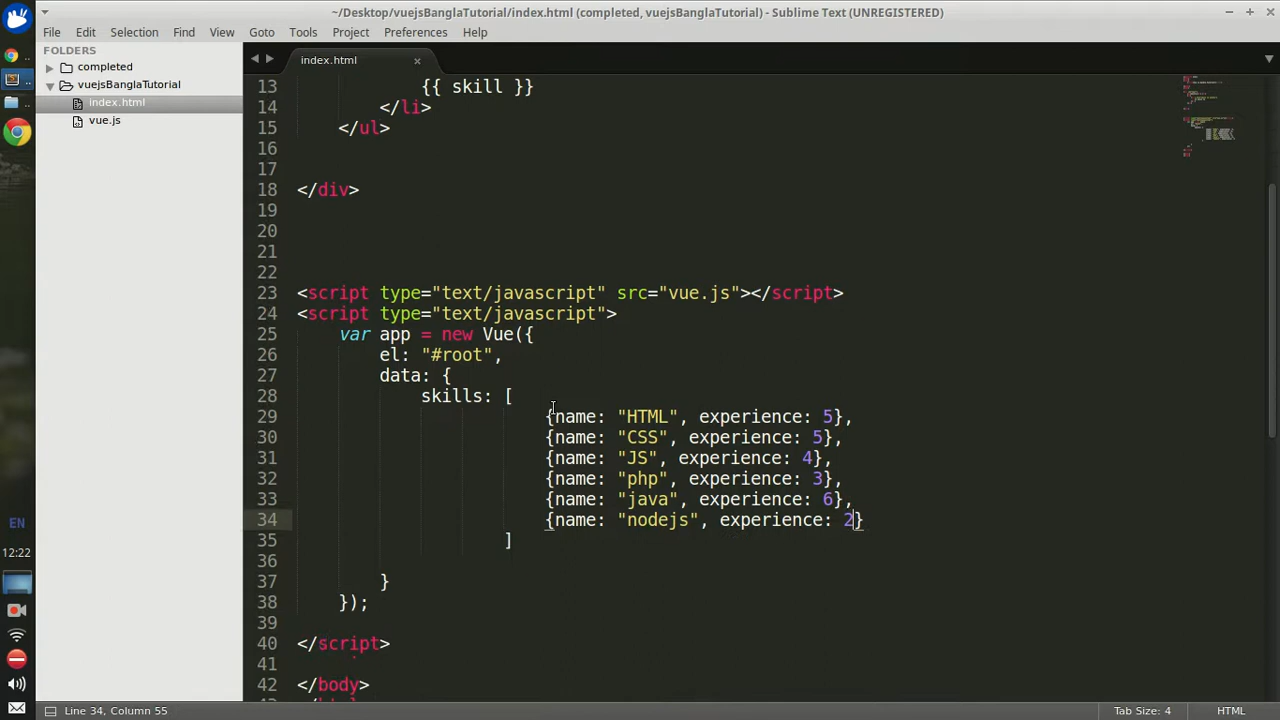 ~/Desktop/vuejsBanglaTutorial/index.html (completed, vuejsBanglaTutorial) - Sublime Text (UNREGISTERED)
File Edit Selection Find View Goto Tools Project Preferences Help
FOLDERS
completed
vuejsBanglaTutorial
index.html
vue.js
index.html
13 {{ skill }}
14 </li>
15 </ul>
16
17
18 </div>
19
20
21
22
23 <script type="text/javascript" src="vue.js"></script>
24 <script type="text/javascript">
25 var app = new Vue({
26 el: "#root",
27 data: {
28 skills: [
29 {name: "HTML", experience: 5},
30 {name: "CSS", experience: 5},
31 {name: "JS", experience: 4},
32 {name: "php", experience: 3},
33 {name: "java", experience: 6},
34 {name: "nodejs", experience: 2}
35 ]
36
37 }
38 });
39
40 </script>
41
42 </body>
EN
12:22
Line 34, Column 55
Tab Size: 4
HTML